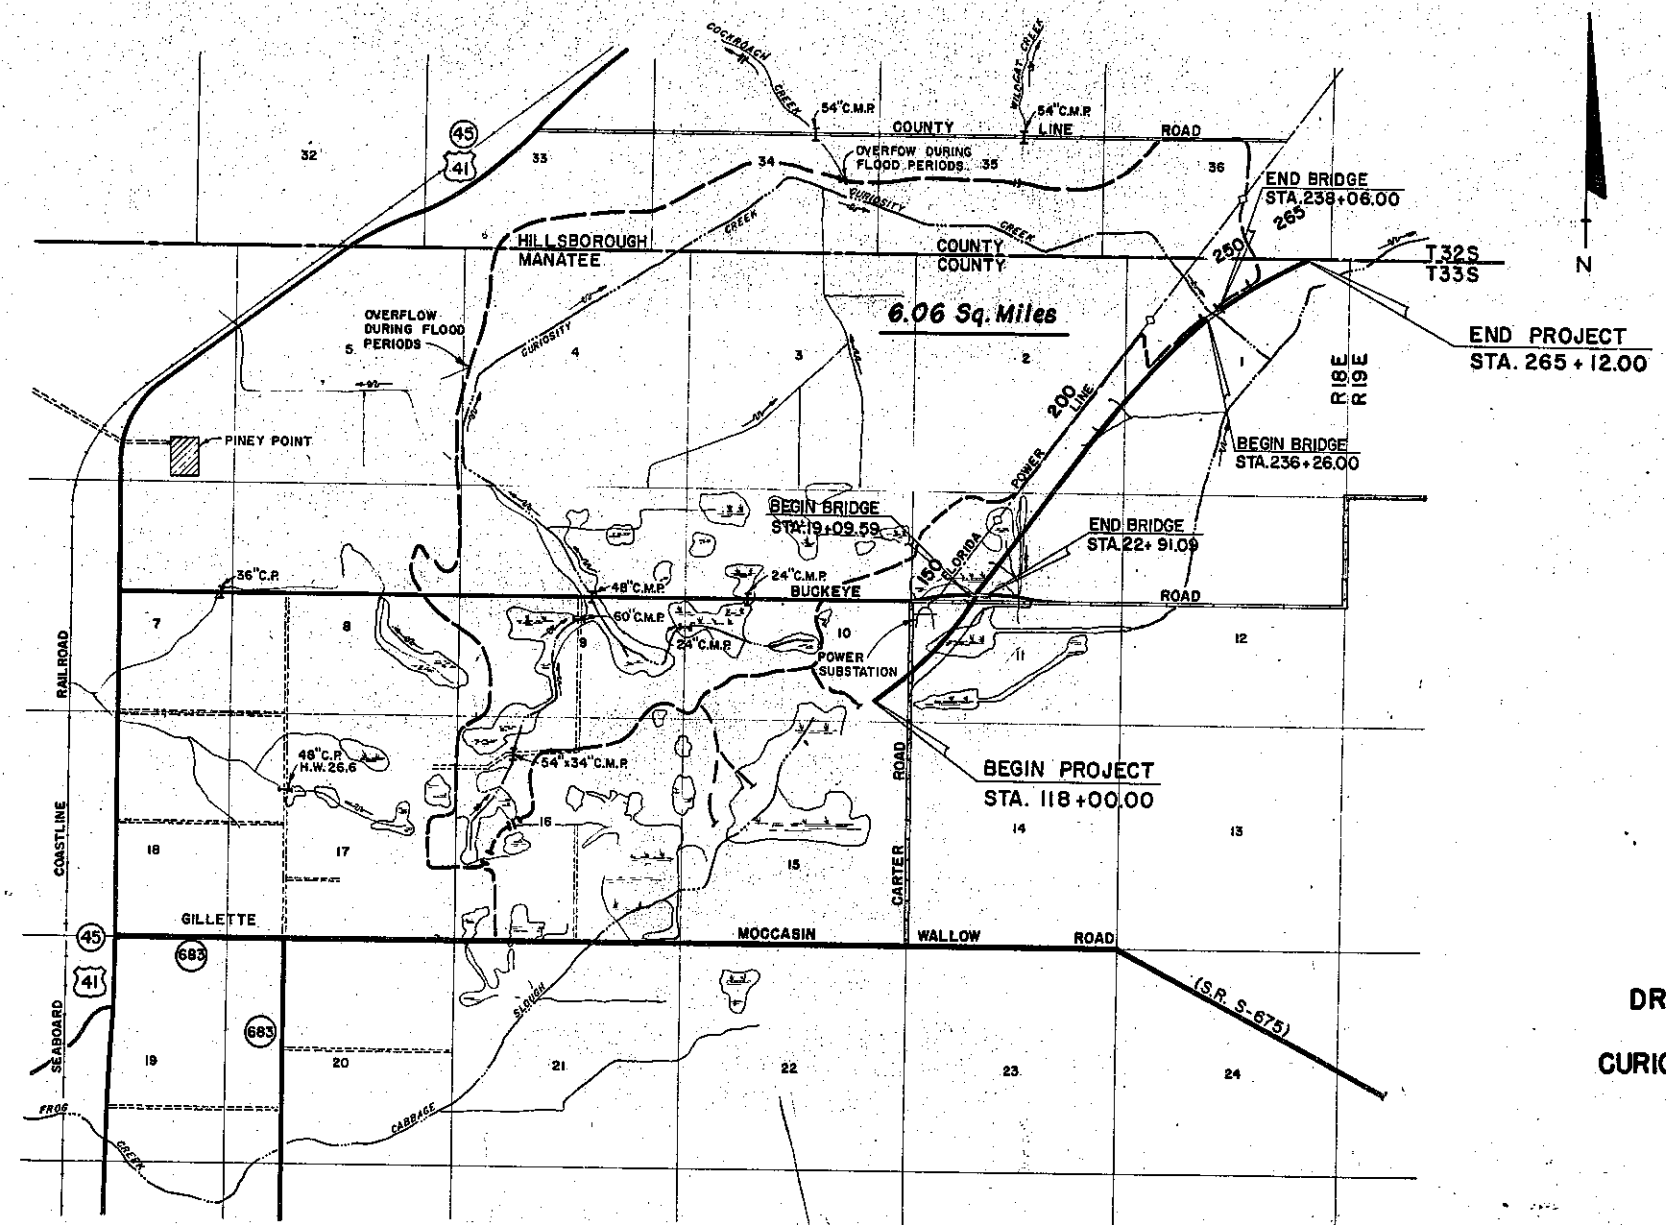 COCKROACH
CREEK
WILDCAT CREEK
54"C.M.P.
54"C.M.P.
COUNTY LINE ROAD
45
41
32
33
34
35
36
OVERFOW DURING
FLOOD PERIODS.
END BRIDGE
STA.238+06.00
265
250
CURIOSITY
CREEK
CREEK
HILLSBOROUGH COUNTY
MANATEE COUNTY
T32S
T33S
N
6.06 Sq. Miles
OVERFLOW
DURING FLOOD
PERIODS
5
CURIOSITY
4
3
2
1
END PROJECT
STA. 265+12.00
R18E
R19E
200
POWER LINE
PINEY POINT
BEGIN BRIDGE
STA.236+26.00
BEGIN BRIDGE
STA.19+09.59
END BRIDGE
STA.22+91.09
FLORIDA
150
36"C.P.
48"C.M.P.
24"C.M.P.
BUCKEYE ROAD
60"C.M.P.
24"C.M.P.
7
8
9
10
11
12
POWER
SUBSTATION
RAILROAD
COASTLINE
SEABOARD
48"C.P.
H.W.26.6
54"x34"C.M.P.
BEGIN PROJECT
STA. 118+00.00
CARTER ROAD
18
17
16
15
14
13
GILLETTE
MOCCASIN WALLOW ROAD
45
41
683
683
(S.R. S-675)
DR
CURIO
SLOUGH
CABBAGE
FROG
CREEK
19
20
21
22
23
24